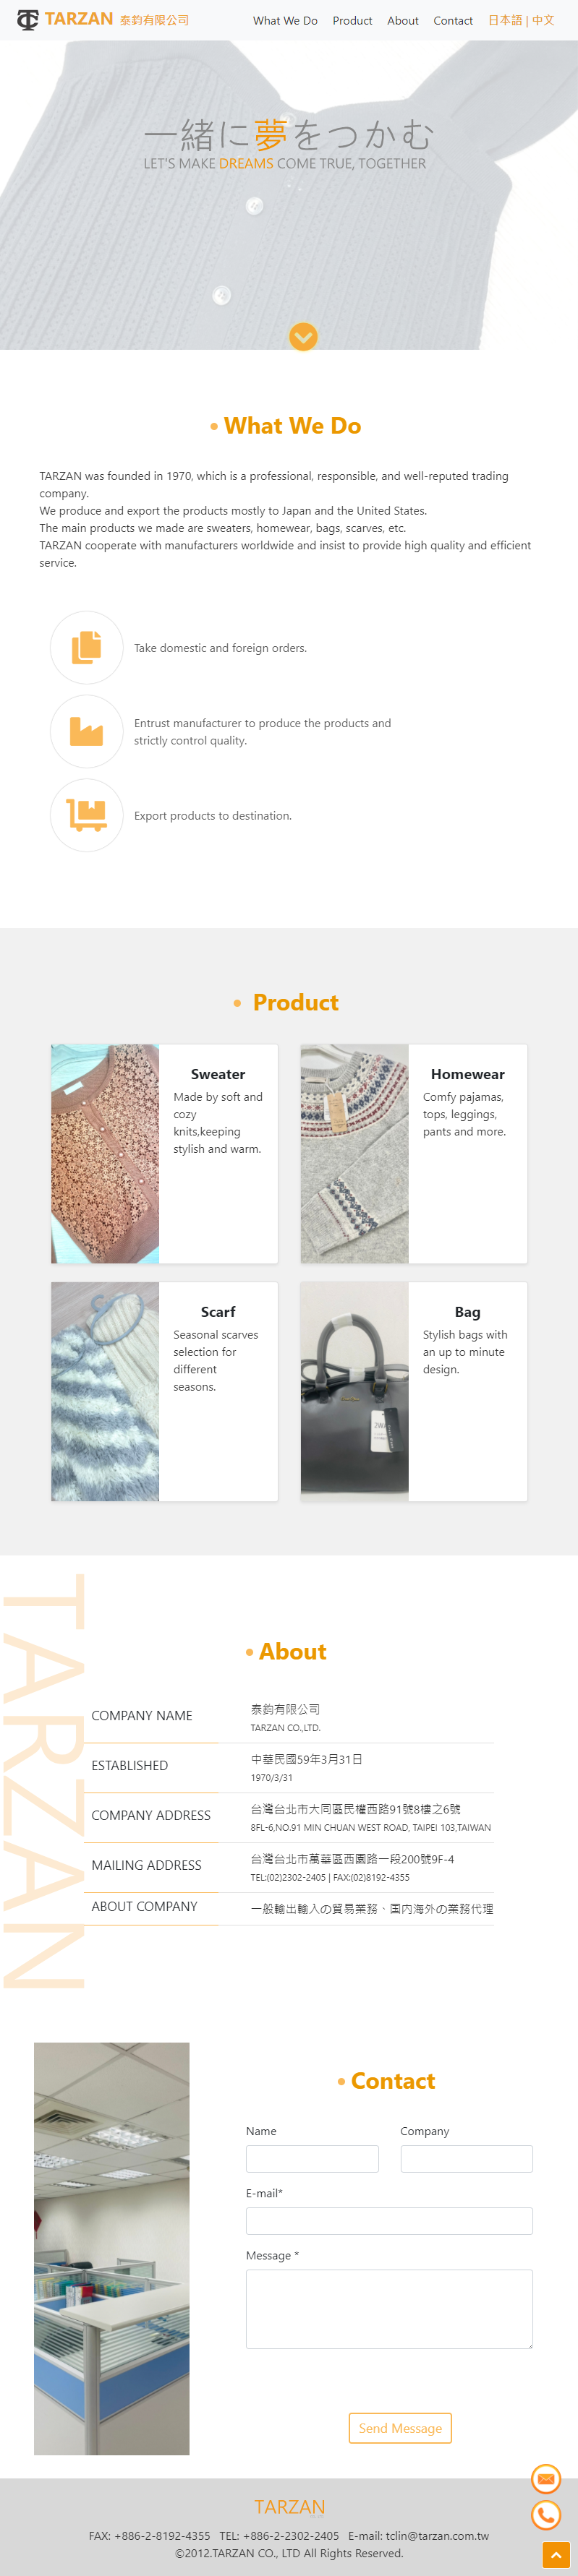 TARZAN 泰鈞有限公司
What We Do Product About Contact 日本語 | 中文
一緒に夢をつかむ
LET'S MAKE DREAMS COME TRUE, TOGETHER
What We Do
TARZAN was founded in 1970, which is a professional, responsible, and well-reputed trading
company.
We produce and export the products mostly to Japan and the United States.
The main products we made are sweaters, homewear, bags, scarves, etc.
TARZAN cooperate with manufacturers worldwide and insist to provide high quality and efficient
service.
Take domestic and foreign orders.
Entrust manufacturer to produce the products and
strictly control quality.
Export products to destination.
Product
Sweater
Made by soft and
cozy
knits,keeping
stylish and warm.
Homewear
Comfy pajamas,
tops, leggings,
pants and more.
Scarf
Seasonal scarves
selection for
different
seasons.
Bag
Stylish bags with
an up to minute
design.
TARZAN
About
COMPANY NAME
泰鈞有限公司
TARZAN CO.,LTD.
ESTABLISHED
中華民國59年3月31日
1970/3/31
COMPANY ADDRESS
台灣台北市大同區民權西路91號8樓之6號
8FL-6,NO.91 MIN CHUAN WEST ROAD, TAIPEI 103,TAIWAN
MAILING ADDRESS
台灣台北市萬華區西園路一段200號9F-4
TEL:(02)2302-2405 | FAX:(02)8192-4355
ABOUT COMPANY
一般輸出輸入の貿易業務、国内海外の業務代理
Contact
Name
Company
E-mail*
Message *
Send Message
TARZAN
FAX: +886-2-8192-4355 TEL: +886-2-2302-2405 E-mail: tclin@tarzan.com.tw
©2012.TARZAN CO., LTD All Rights Reserved.